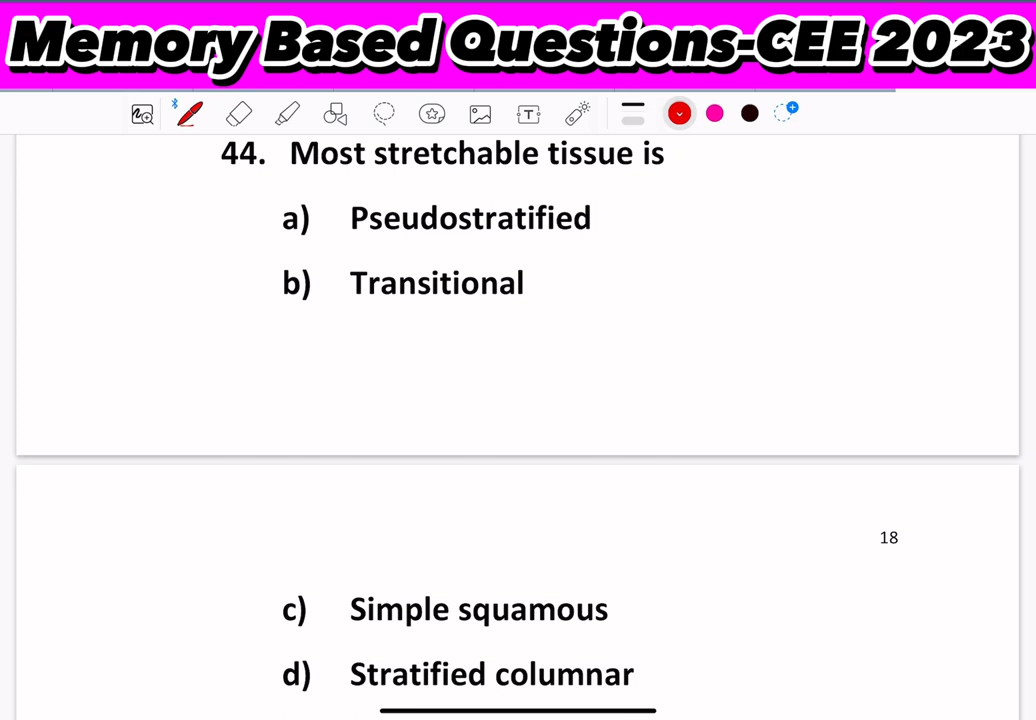 Memory Based Questions-CEE 2023
44. Most stretchable tissue is
a) Pseudostratified
b) Transitional
18
c) Simple squamous
d) Stratified columnar